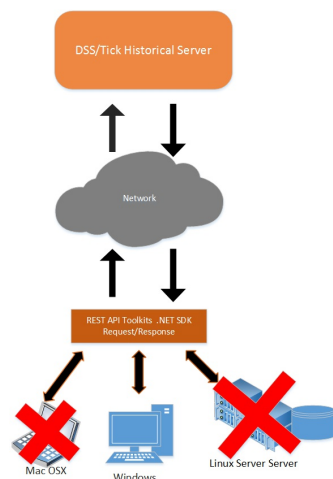 DSS/Tick Historical Server
Network
REST API Toolkits .NET SDK
Request/Response
Mac OSX
Windows
Linux Server Server